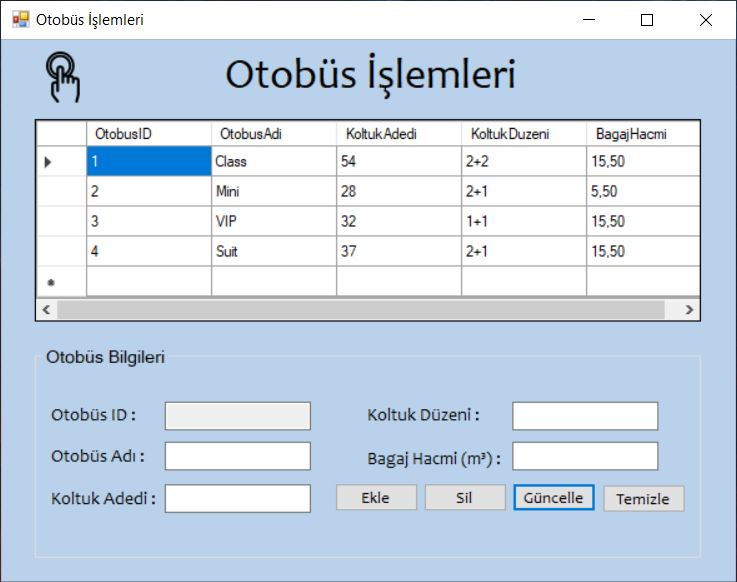 Otobüs İşlemleri
Otobüs İşlemleri
OtobusID OtobusAdi KoltukAdedi KoltukDuzeni BagajHacmi
1 Class 54 2+2 15,50
2 Mini 28 2+1 5,50
3 VIP 32 1+1 15,50
4 Suit 37 2+1 15,50
Otobüs Bilgileri
Otobüs ID : Koltuk Düzeni :
Otobüs Adı : Bagaj Hacmi (m³) :
Koltuk Adedi : Ekle Sil Güncelle Temizle